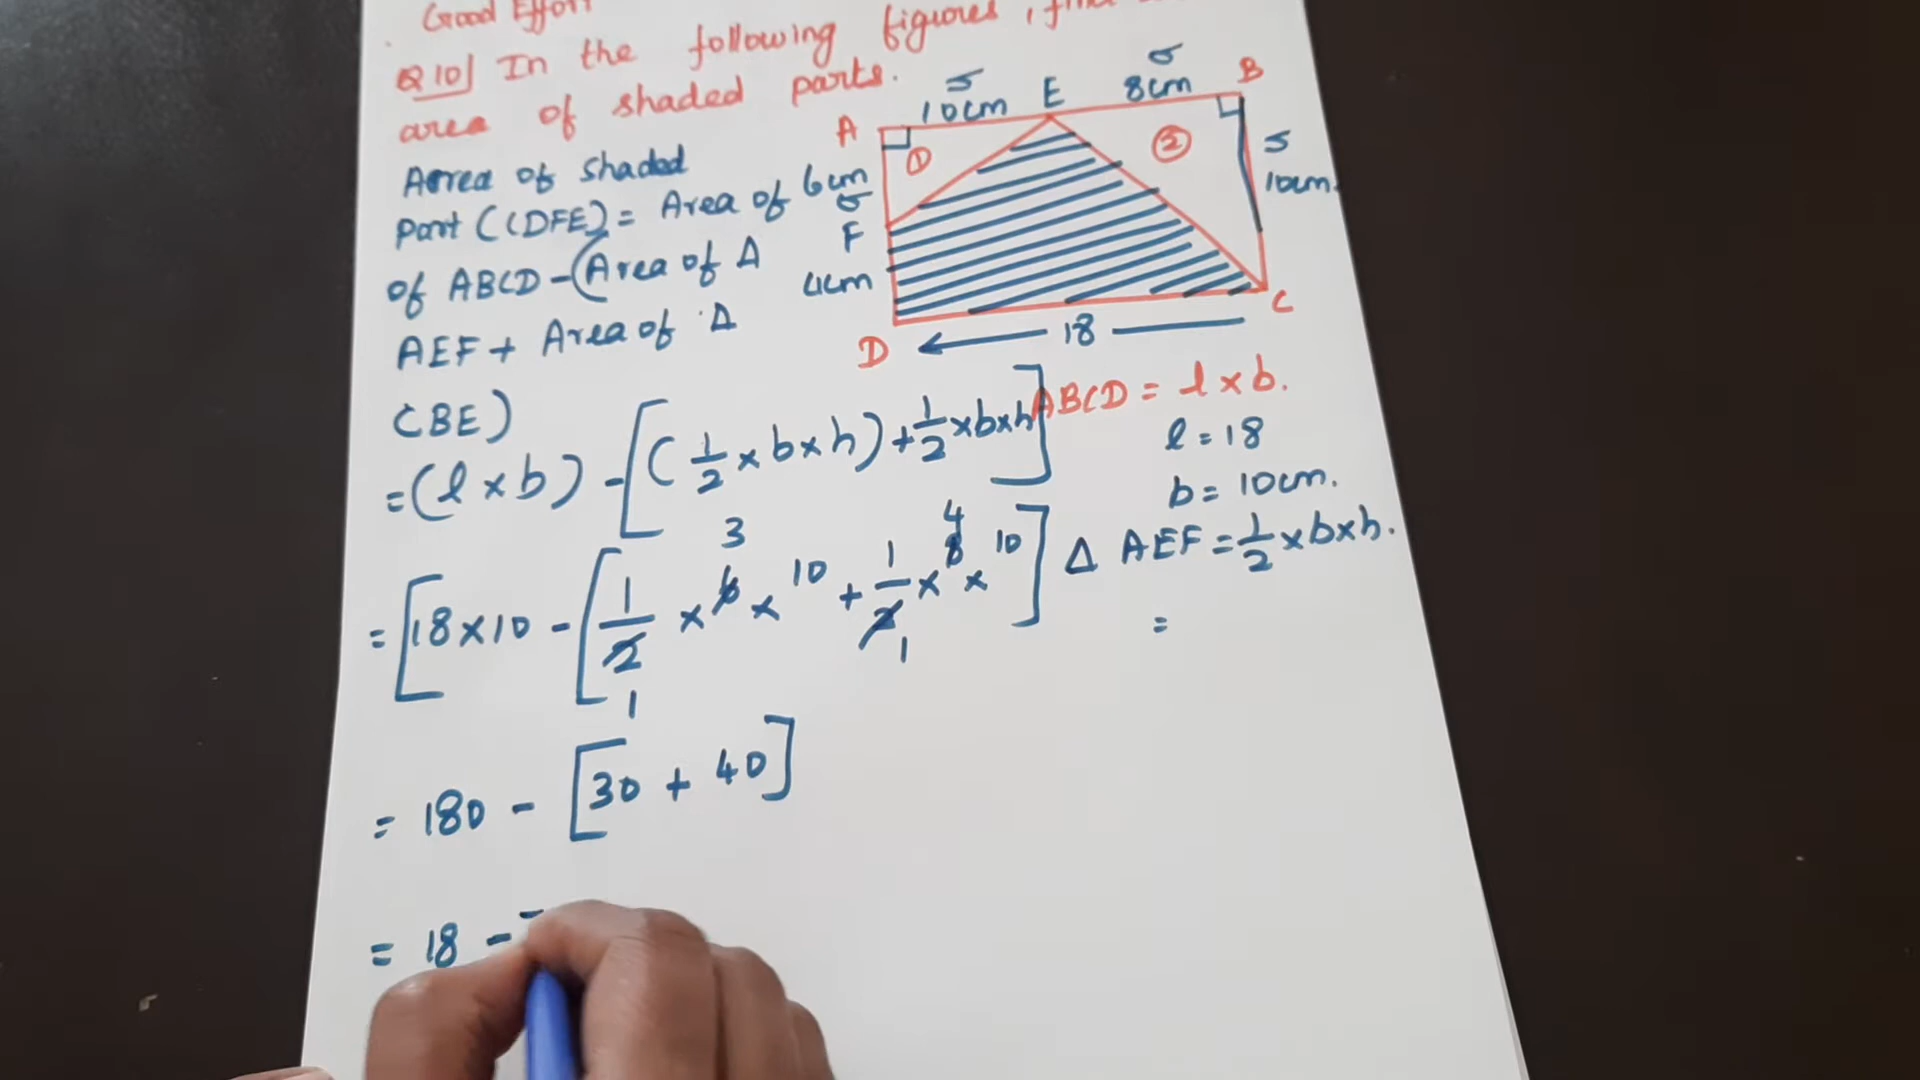 Good Effort
Q10] In the following figures, find
area of shaded parts.
Area of shaded
part (CDFE) = Area of
of ABCD - (Area of Δ
AEF + Area of Δ
CBE)
= (l × b) - [(1/2 × b × h) + 1/2 × b × h]
= [18 × 10 - [1/2 × 6 × 10 + 1/2 × 8 × 10]
3
4
1
1
= 180 - [30 + 40]
= 18 -
A
10cm
E
8cm
B
①
②
6cm
10cm
F
4cm
D
18
C
ABCD = l × b.
l = 18
b = 10cm.
Δ AEF = 1/2 × b × h.
=